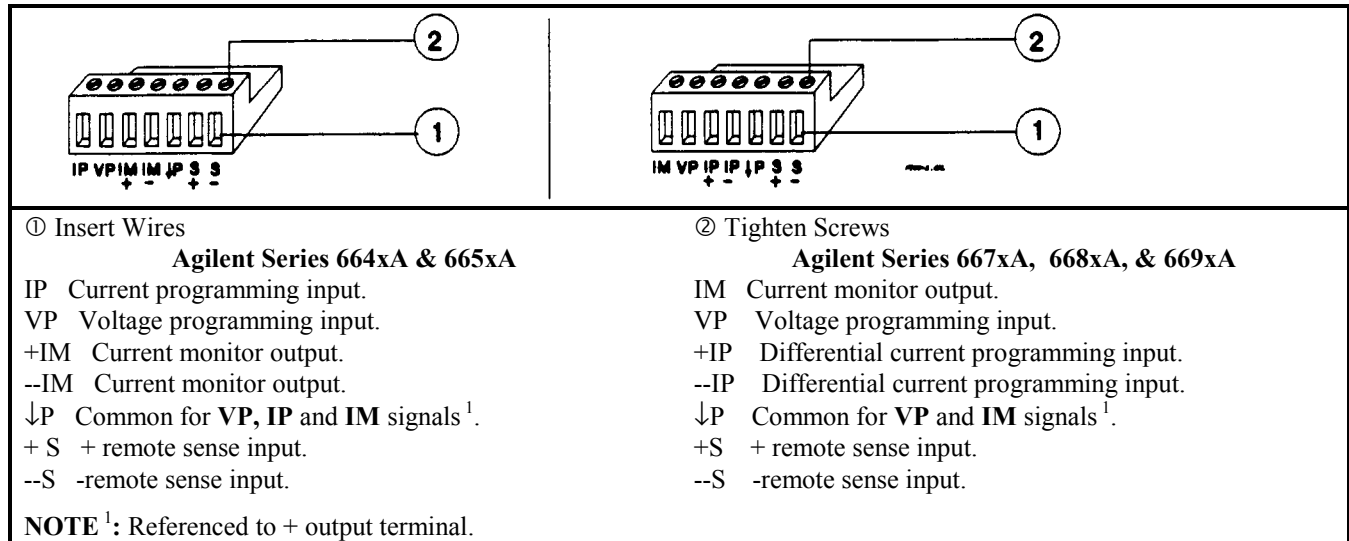 2
2
1
1
IP VP IM IM ↓P S S
+ - + -
IM VP IP IP ↓P S S
+ - + -
① Insert Wires
② Tighten Screws
Agilent Series 664xA & 665xA
IP Current programming input.
VP Voltage programming input.
+IM Current monitor output.
--IM Current monitor output.
↓P Common for VP, IP and IM signals 1.
+ S + remote sense input.
--S -remote sense input.
NOTE 1: Referenced to + output terminal.
Agilent Series 667xA, 668xA, & 669xA
IM Current monitor output.
VP Voltage programming input.
+IP Differential current programming input.
--IP Differential current programming input.
↓P Common for VP and IM signals 1.
+S + remote sense input.
--S -remote sense input.